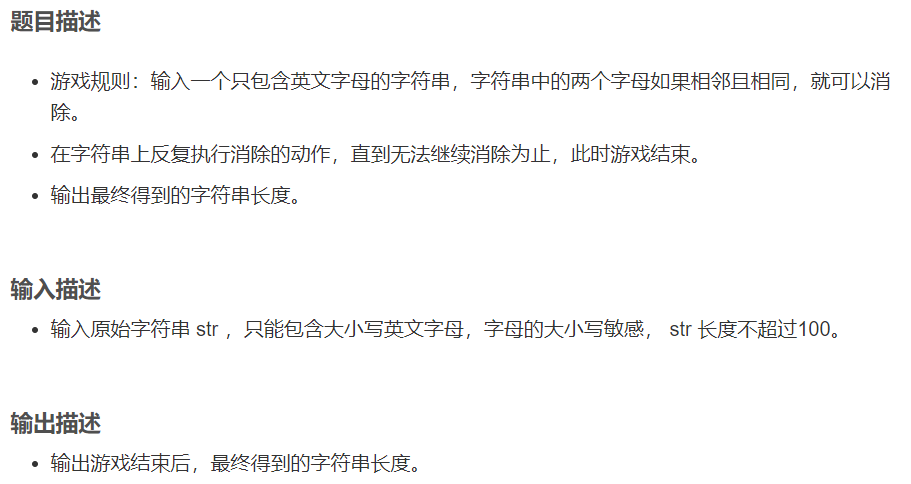 题目描述
• 游戏规则：输入一个只包含英文字母的字符串，字符串中的两个字母如果相邻且相同，就可以消
除。
• 在字符串上反复执行消除的动作，直到无法继续消除为止，此时游戏结束。
• 输出最终得到的字符串长度。
输入描述
• 输入原始字符串 str ，只能包含大小写英文字母，字母的大小写敏感， str 长度不超过100。
输出描述
• 输出游戏结束后，最终得到的字符串长度。